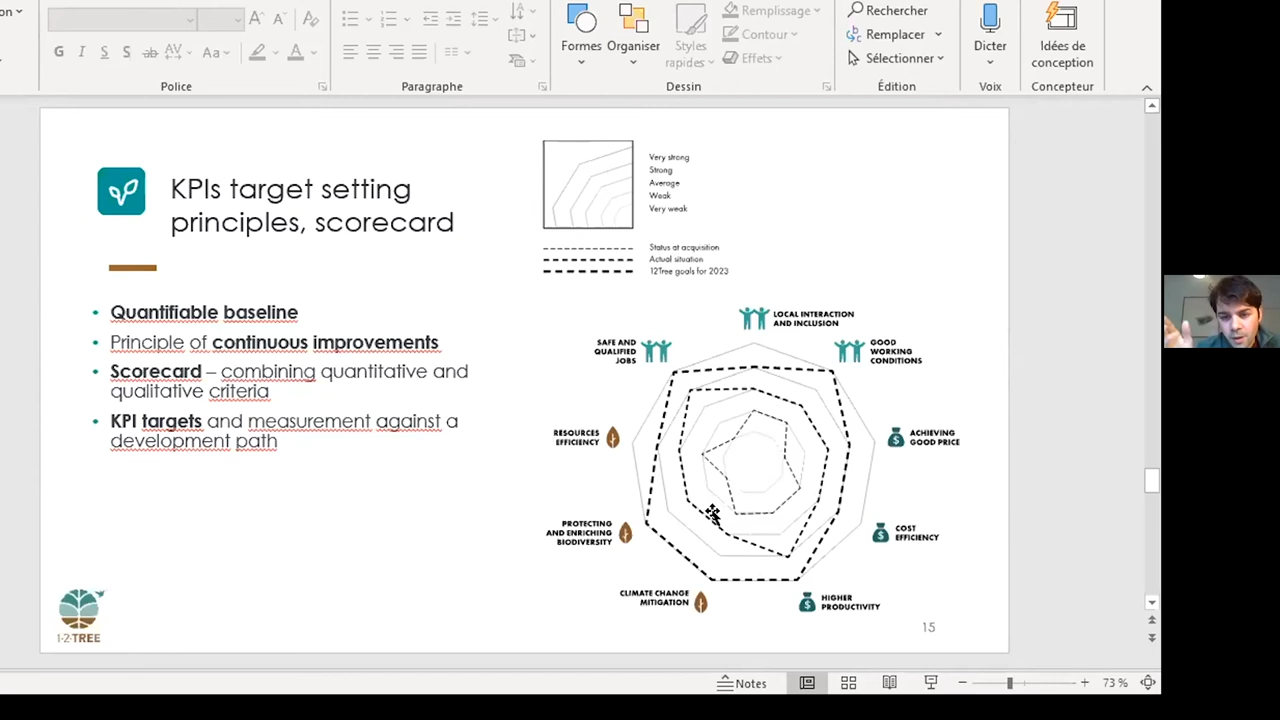 on
Remplissage
Rechercher
Contour
Remplacer
G I S S ab AV Aa A
Formes
Organiser
Styles
rapides
Effets
Sélectionner
Dicter
Idées de
conception
Police
Paragraphe
Dessin
Édition
Voix
Concepteur
KPIs target setting
principles, scorecard
Very strong
Strong
Average
Weak
Very weak
Status at acquisition
Actual situation
12Tree goals for 2023
• Quantifiable baseline
• Principle of continuous improvements
• Scorecard – combining quantitative and
qualitative criteria
• KPI targets and measurement against a
development path
LOCAL INTERACTION
AND INCLUSION
SAFE AND
QUALIFIED
JOBS
GOOD
WORKING
CONDITIONS
RESOURCES
EFFICIENCY
ACHIEVING
GOOD PRICE
PROTECTING
AND ENRICHING
BIODIVERSITY
COST
EFFICIENCY
CLIMATE CHANGE
MITIGATION
HIGHER
PRODUCTIVITY
1·2·TREE
15
Notes
73 %